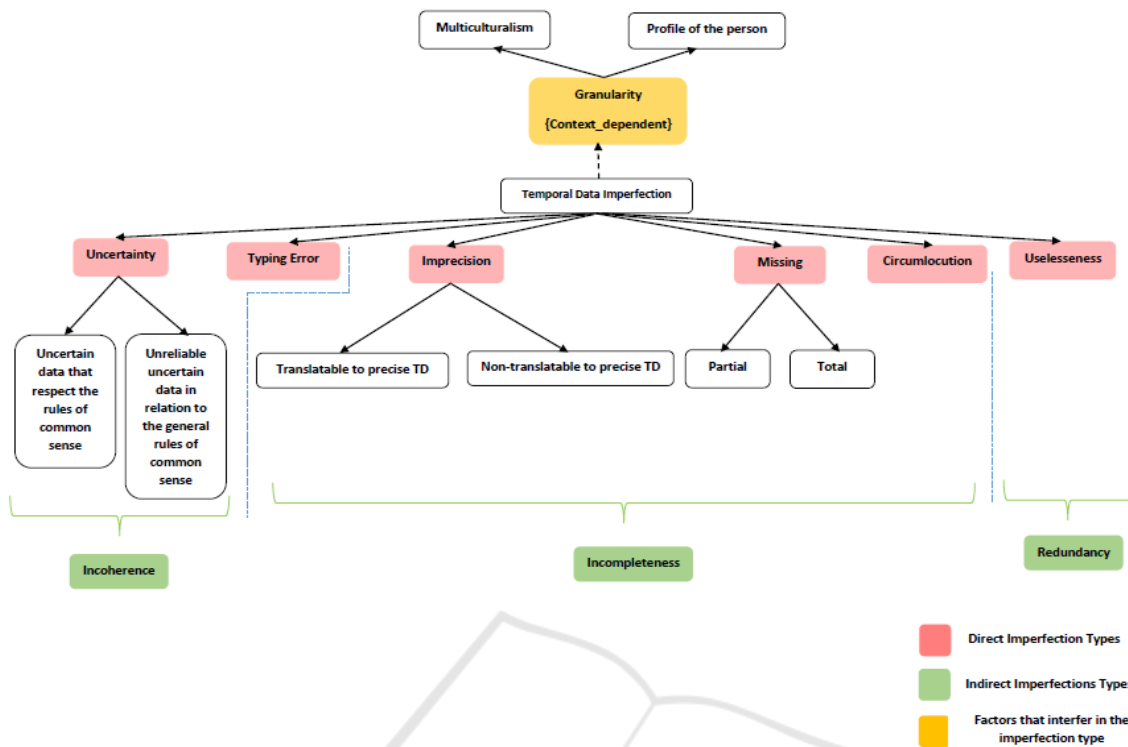 Multiculturalism
Profile of the person
Granularity
{Context_dependent}
Temporal Data Imperfection
Uncertainty
Typing Error
Imprecision
Missing
Circumlocution
Uselesseness
Uncertain
data that
respect the
rules of
common
sense
Unreliable
uncertain
data in
relation to
the general
rules of
common
sense
Translatable to precise TD
Non-translatable to precise TD
Partial
Total
Incoherence
Incompleteness
Redundancy
Direct Imperfection Types
Indirect Imperfections Types
Factors that interfer in the
imperfection type